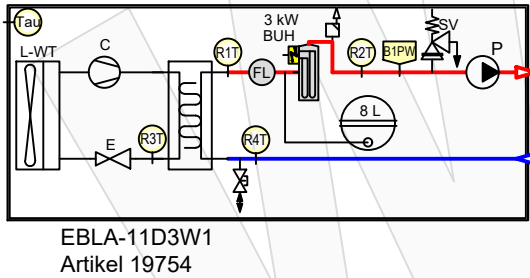 Tau
L-WT
C
E
R3T
R1T
FL
3 kW
BUH
R2T
B1PW
SV
P
8 L
R4T
EBLA-11D3W1
Artikel 19754